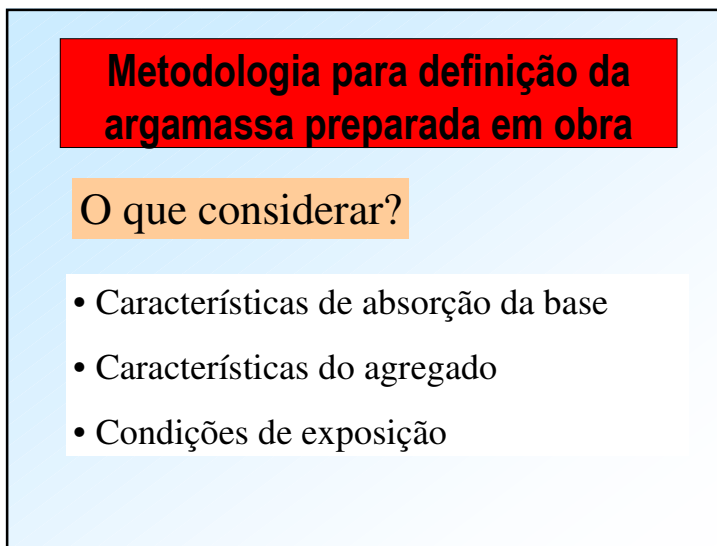 Metodologia para definição da
argamassa preparada em obra
O que considerar?
• Características de absorção da base
• Características do agregado
• Condições de exposição